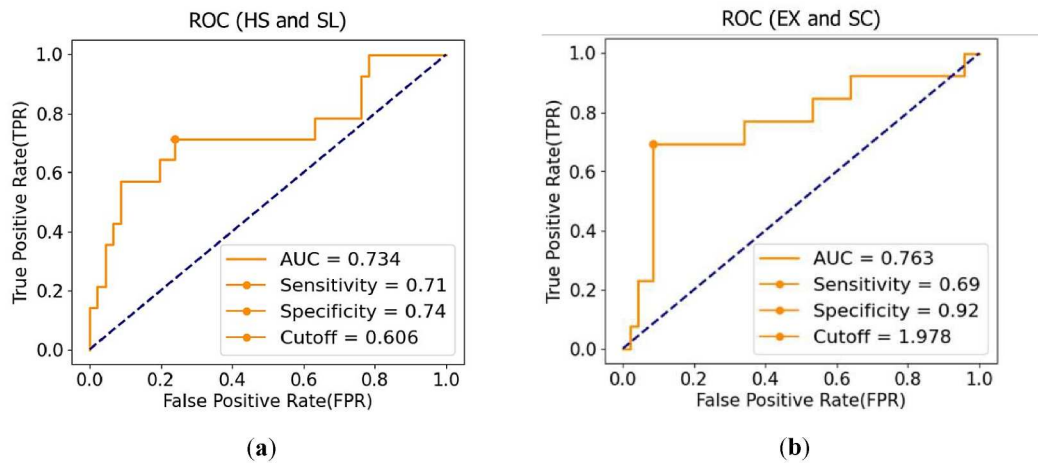 ROC (HS and SL)
True Positive Rate(TPR)
1.0
0.8
0.6
0.4
0.2
0.0
AUC = 0.734
Sensitivity = 0.71
Specificity = 0.74
Cutoff = 0.606
0.0 0.2 0.4 0.6 0.8 1.0
False Positive Rate(FPR)
(a)
ROC (EX and SC)
True Positive Rate(TPR)
1.0
0.8
0.6
0.4
0.2
0.0
AUC = 0.763
Sensitivity = 0.69
Specificity = 0.92
Cutoff = 1.978
0.0 0.2 0.4 0.6 0.8 1.0
False Positive Rate(FPR)
(b)